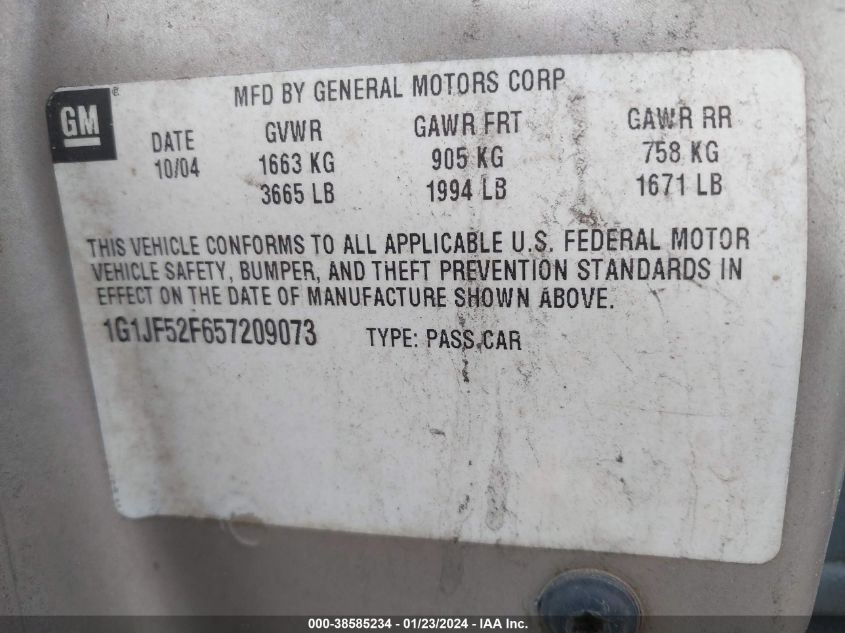 GM®
MFD BY GENERAL MOTORS CORP
DATE GVWR GAWR FRT GAWR RR
10/04 1663 KG 905 KG 758 KG
3665 LB 1994 LB 1671 LB
THIS VEHICLE CONFORMS TO ALL APPLICABLE U.S. FEDERAL MOTOR
VEHICLE SAFETY, BUMPER, AND THEFT PREVENTION STANDARDS IN
EFFECT ON THE DATE OF MANUFACTURE SHOWN ABOVE.
1G1JF52F657209073 TYPE: PASS.CAR
000-38585234 - 01/23/2024 - IAA Inc.